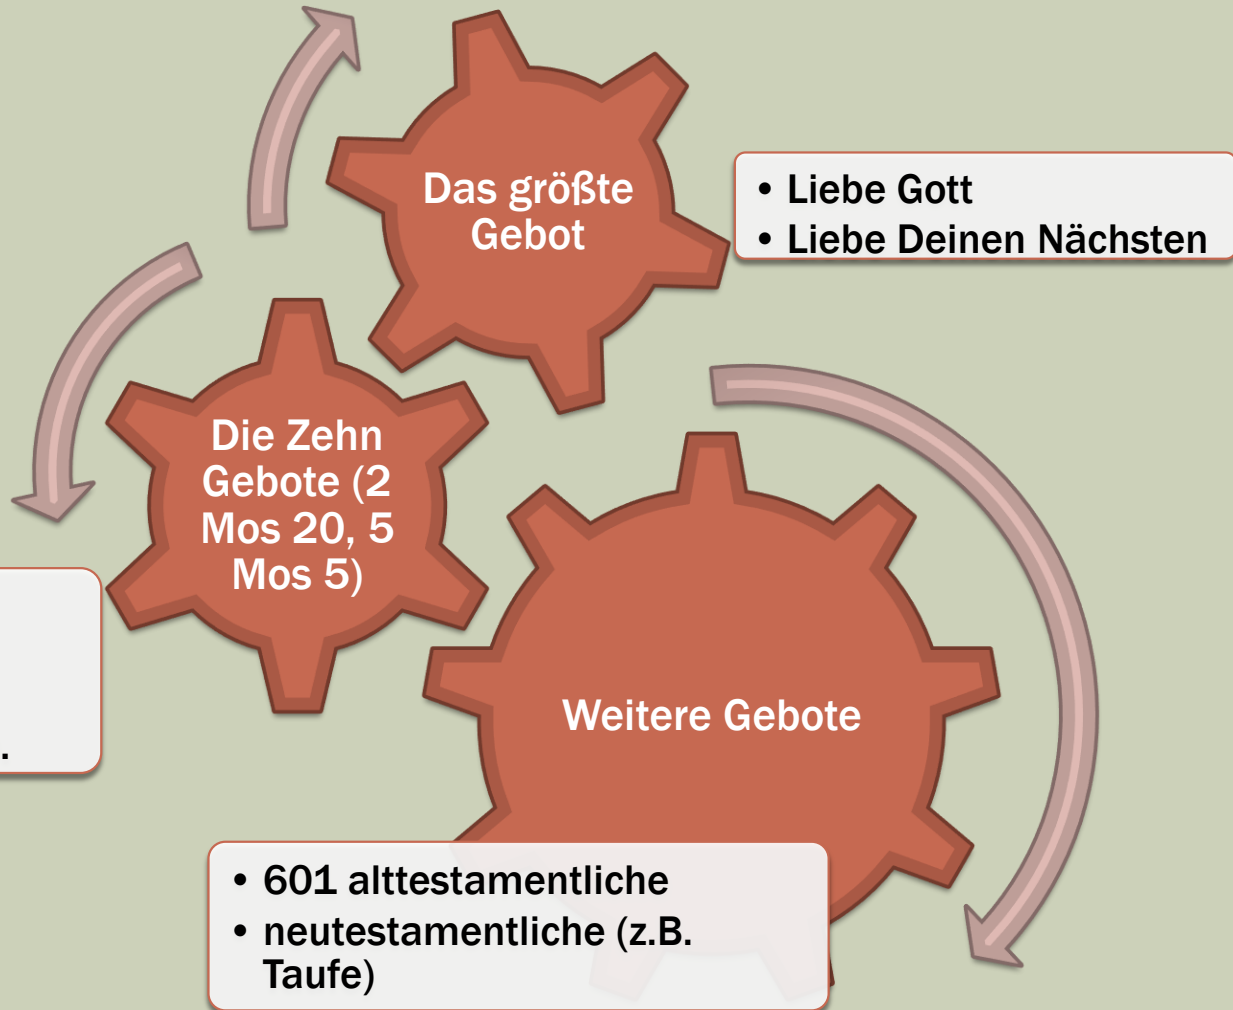 Das größte
Gebot
• Liebe Gott
• Liebe Deinen Nächsten
Die Zehn
Gebote (2
Mos 20, 5
Mos 5)
.
Weitere Gebote
• 601 alttestamentliche
• neutestamentliche (z.B.
Taufe)